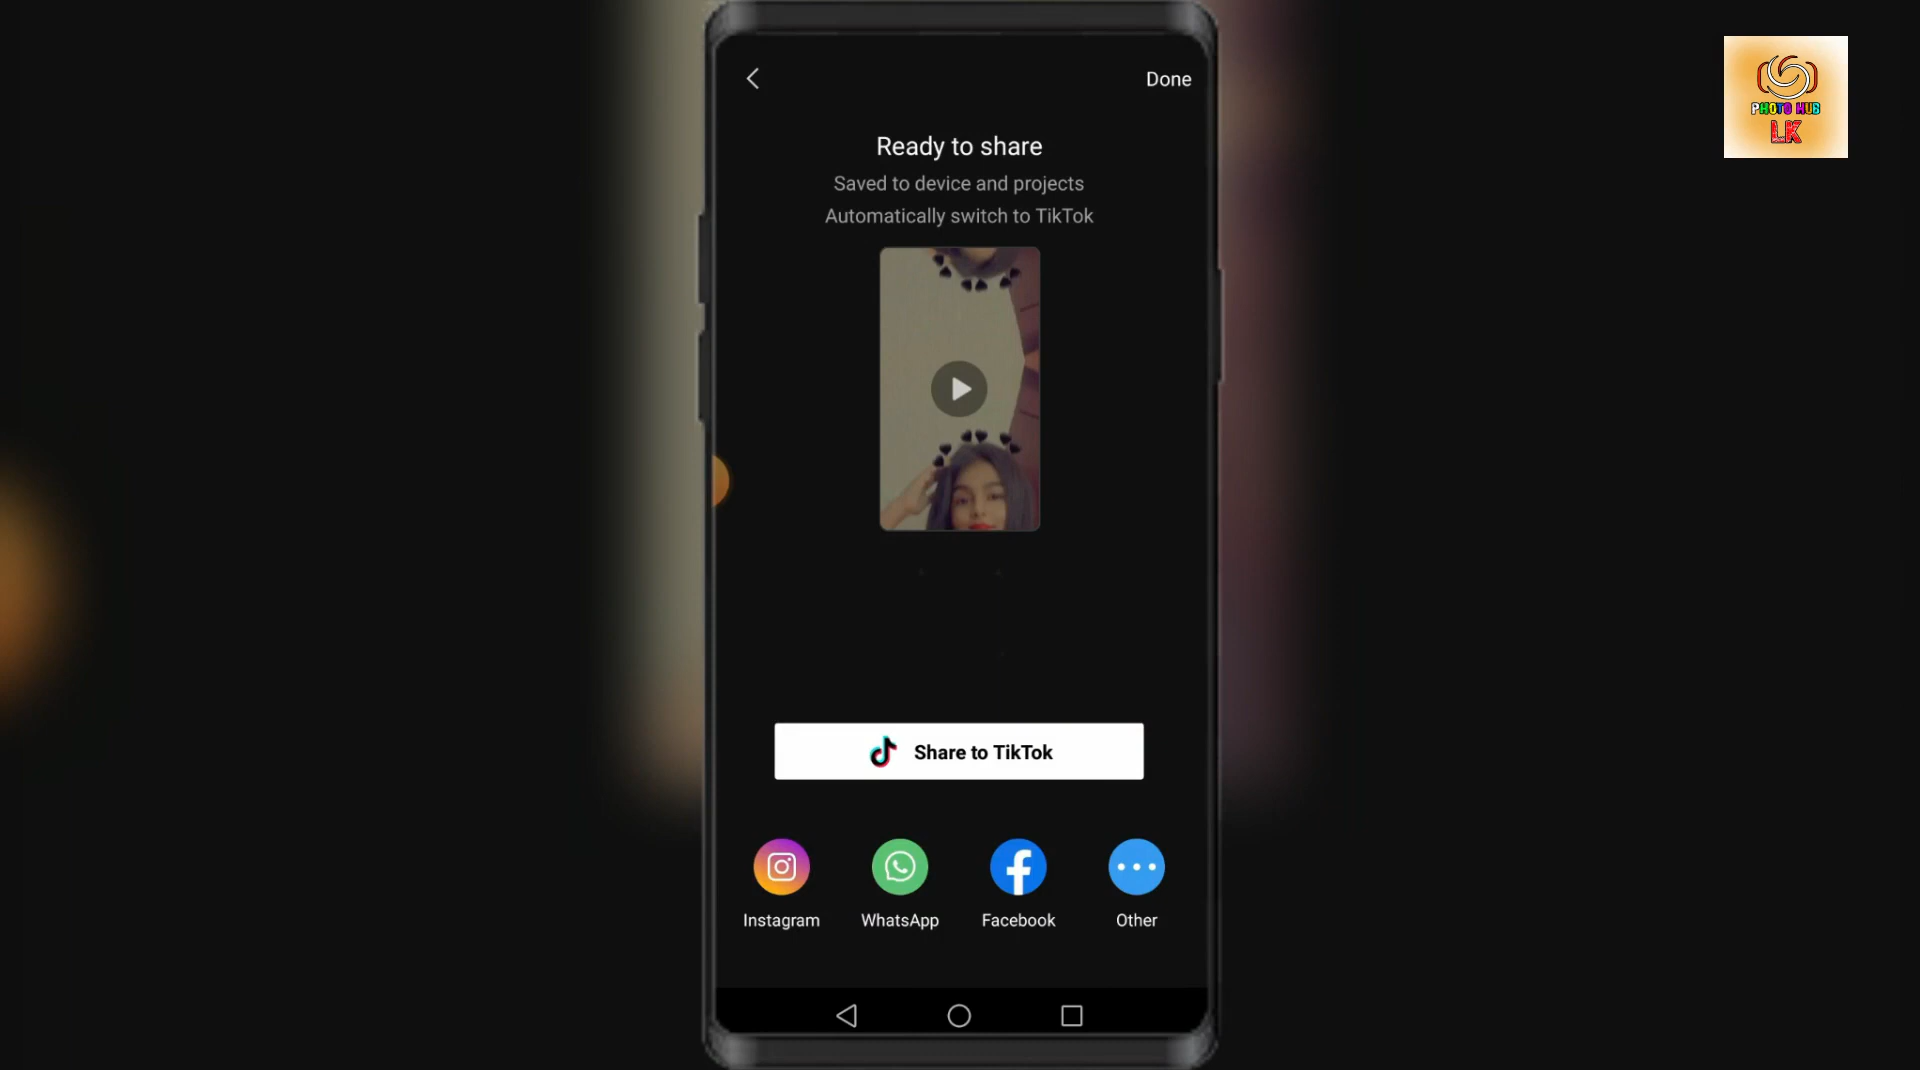 Done
PHOTO HUB
LK
Ready to share
Saved to device and projects
Automatically switch to TikTok
Share to TikTok
Instagram
WhatsApp
Facebook
Other